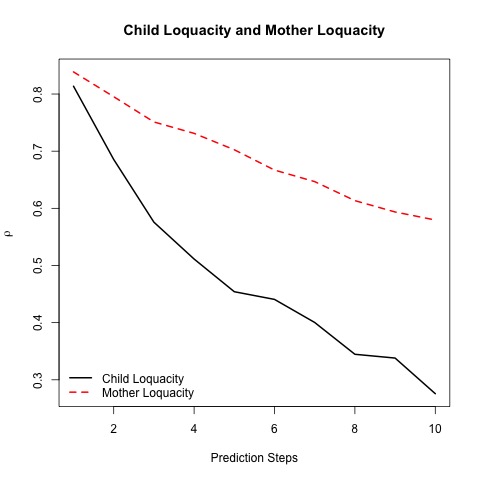 Child Loquacity and Mother Loquacity
0.8
0.7
0.6
0.5
0.4
0.3
ρ
Child Loquacity
Mother Loquacity
2 4 6 8 10
Prediction Steps